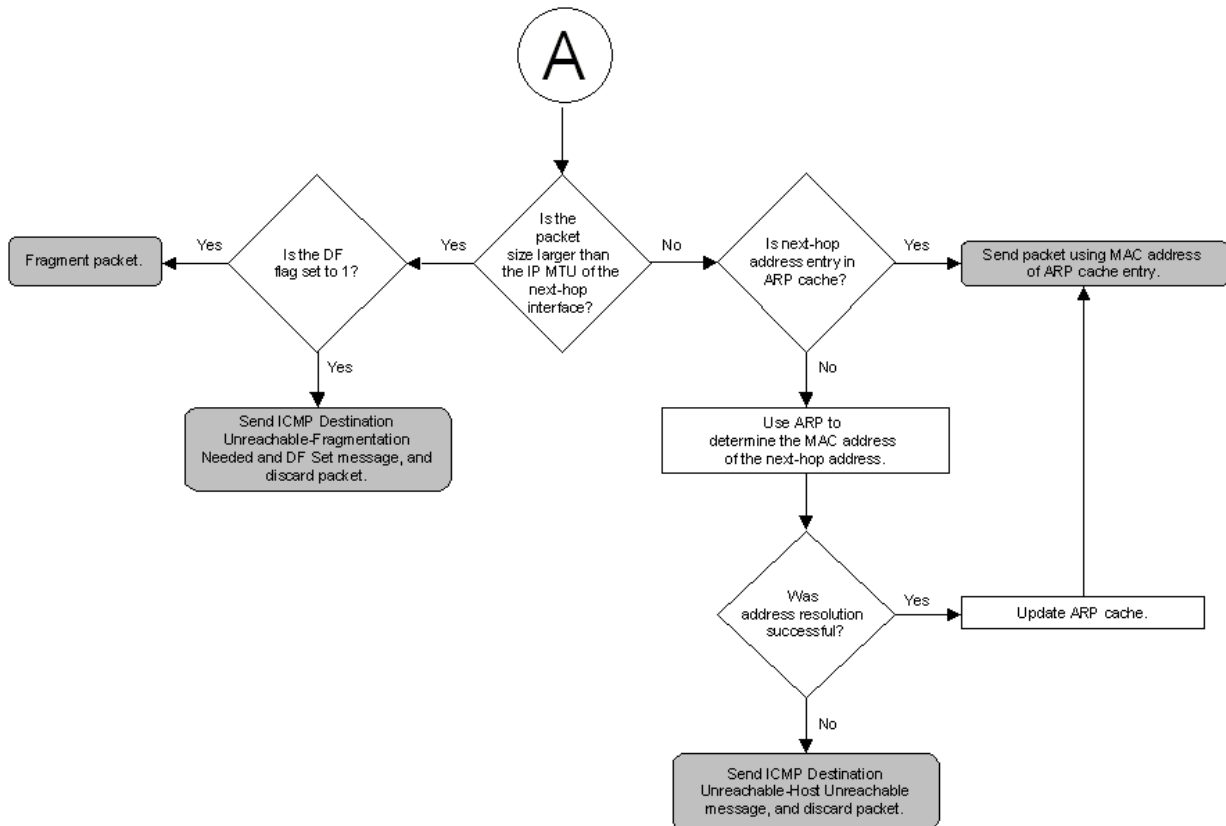 A
Is the
packet
size larger than
the IP MTU of the
next-hop
interface?
Yes
Is the DF
flag set to 1?
Yes
Fragment packet.
Yes
Send ICMP Destination
Unreachable-Fragmentation
Needed and DF Set message, and
discard packet.
No
Is next-hop
address entry in
ARP cache?
Yes
Send packet using MAC address
of ARP cache entry.
No
Use ARP to
determine the MAC address
of the next-hop address.
Was
address resolution
successful?
Yes
Update ARP cache.
No
Send ICMP Destination
Unreachable-Host Unreachable
message, and discard packet.